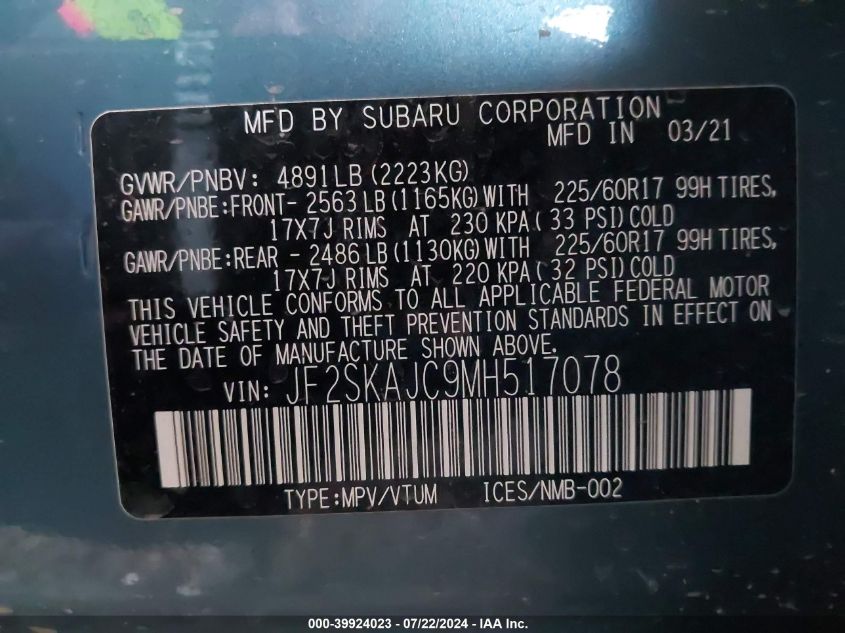 MFD BY SUBARU CORPORATION
MFD IN 03/21
GVWR/PNBV: 4891LB (2223KG)
GAWR/PNBE:FRONT- 2563 LB (1165KG) WITH 225/60R17 99H TIRES,
17X7J RIMS AT 230 KPA ( 33 PSI) COLD
GAWR/PNBE:REAR - 2486 LB (1130KG) WITH 225/60R17 99H TIRES,
17X7J RIMS AT 220 KPA ( 32 PSI) COLD
THIS VEHICLE CONFORMS TO ALL APPLICABLE FEDERAL MOTOR
VEHICLE SAFETY AND THEFT PREVENTION STANDARDS IN EFFECT ON
THE DATE OF MANUFACTURE SHOWN ABOVE.
VIN: JF2SKAJC9MH517078
TYPE:MPV/VTUM ICES/NMB-002
000-39924023 - 07/22/2024 - IAAI.COM